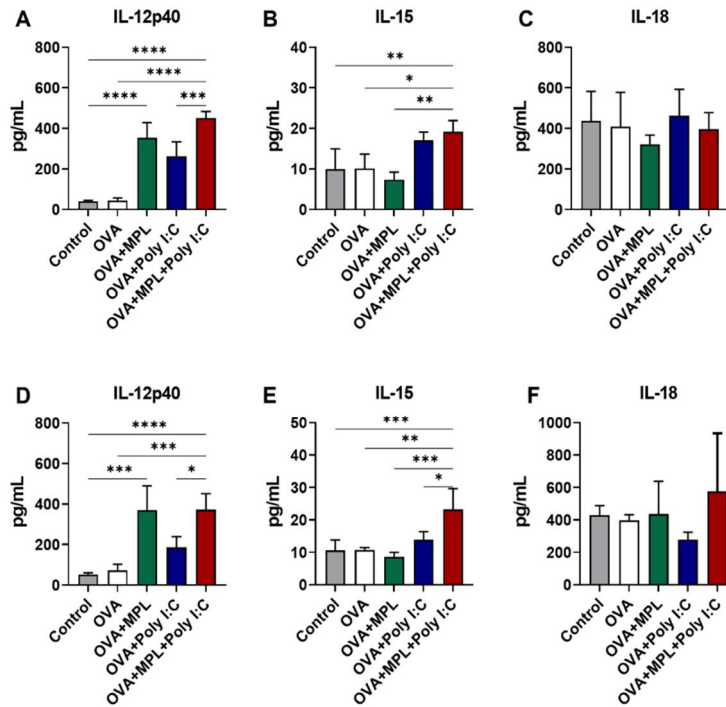 A
IL-12p40
pg/mL
800
600
400
200
0
****
****
****
***
Control
OVA
OVA+MPL
OVA+Poly I:C
OVA+MPL+Poly I:C
B
IL-15
pg/mL
40
30
20
10
0
**
*
**
Control
OVA
OVA+MPL
OVA+Poly I:C
OVA+MPL+Poly I:C
C
IL-18
pg/mL
800
600
400
200
0
Control
OVA
OVA+MPL
OVA+Poly I:C
OVA+MPL+Poly I:C
D
IL-12p40
pg/mL
800
600
400
200
0
****
***
***
*
Control
OVA
OVA+MPL
OVA+Poly I:C
OVA+MPL+Poly I:C
E
IL-15
pg/mL
50
40
30
20
10
0
***
**
***
*
Control
OVA
OVA+MPL
OVA+Poly I:C
OVA+MPL+Poly I:C
F
IL-18
pg/mL
1000
800
600
400
200
0
Control
OVA
OVA+MPL
OVA+Poly I:C
OVA+MPL+Poly I:C